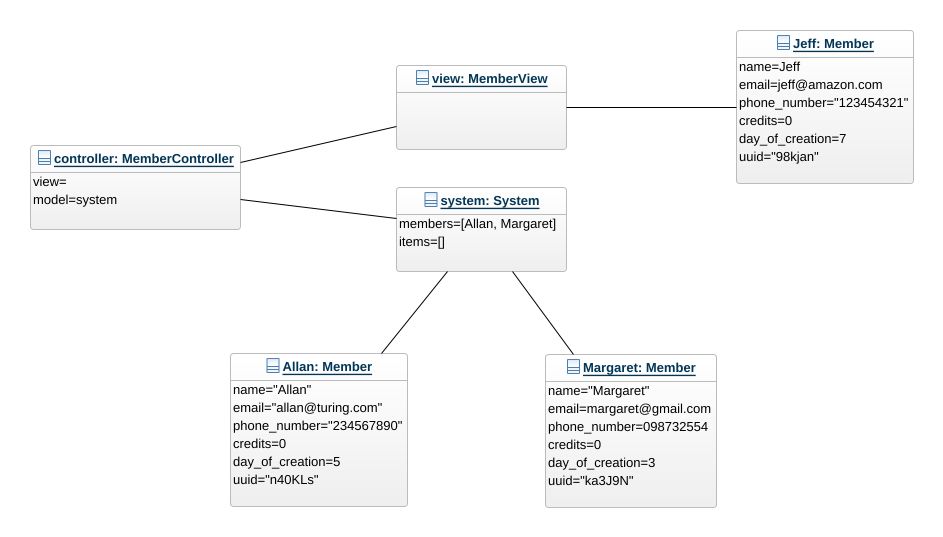 Jeff: Member
name=Jeff
email=jeff@amazon.com
phone_number="123454321"
credits=0
day_of_creation=7
uuid="98kjan"
view: MemberView
controller: MemberController
view=
model=system
system: System
members=[Allan, Margaret]
items=[]
Allan: Member
name="Allan"
email="allan@turing.com"
phone_number="234567890"
credits=0
day_of_creation=5
uuid="n40KLs"
Margaret: Member
name="Margaret"
email=margaret@gmail.com
phone_number=098732554
credits=0
day_of_creation=3
uuid="ka3J9N"